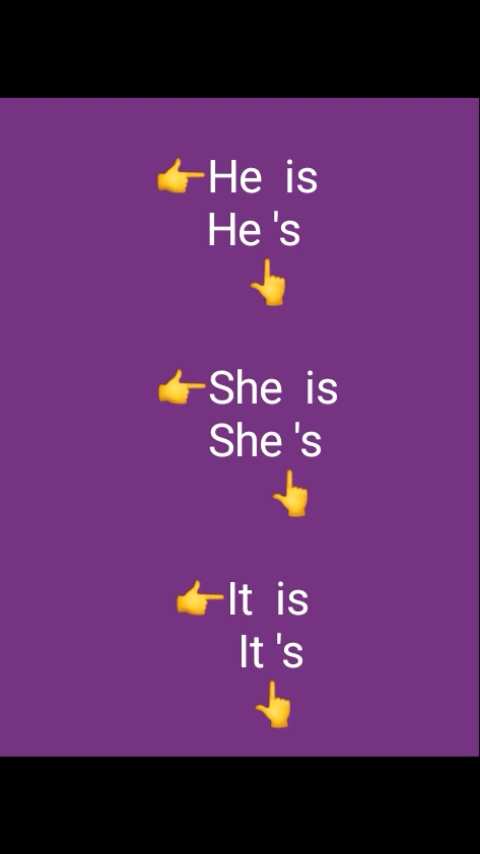 👉He is
He 's
👆
👉She is
She 's
👆
👉It is
It 's
👆